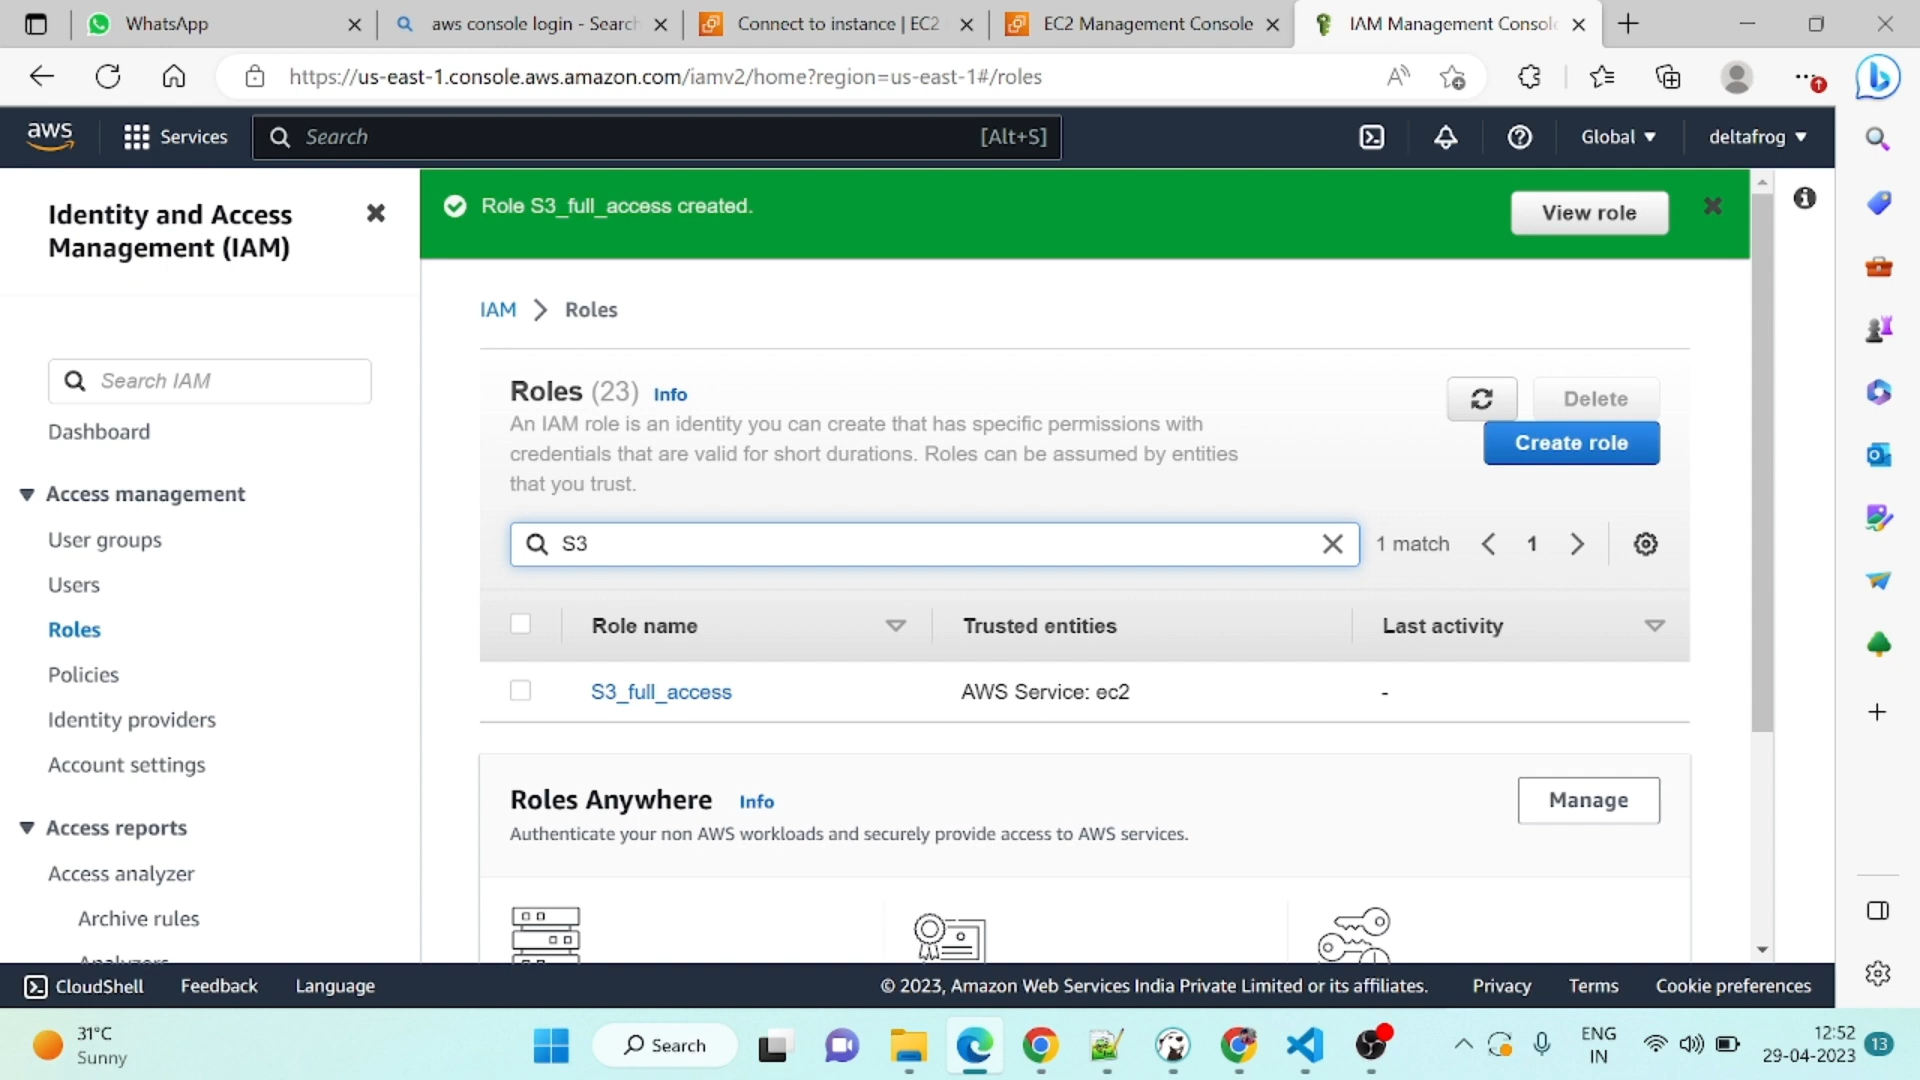 WhatsApp
aws console login - Search
Connect to instance | EC2
EC2 Management Console
IAM Management Console
https://us-east-1.console.aws.amazon.com/iamv2/home?region=us-east-1#/roles
aws
Services
Search
[Alt+S]
Global
deltafrog
Identity and Access
Management (IAM)
Search IAM
Dashboard
Access management
User groups
Users
Roles
Policies
Identity providers
Account settings
Access reports
Access analyzer
Archive rules
Analyzers
Role S3_full_access created.
View role
IAM > Roles
Roles (23) Info
An IAM role is an identity you can create that has specific permissions with
credentials that are valid for short durations. Roles can be assumed by entities
that you trust.
Delete
Create role
S3
1 match
1
Role name
Trusted entities
Last activity
S3_full_access
AWS Service: ec2
-
Roles Anywhere Info
Authenticate your non AWS workloads and securely provide access to AWS services.
Manage
CloudShell
Feedback
Language
© 2023, Amazon Web Services India Private Limited or its affiliates.
Privacy
Terms
Cookie preferences
31°C
Sunny
Search
ENG
IN
12:52
29-04-2023
13